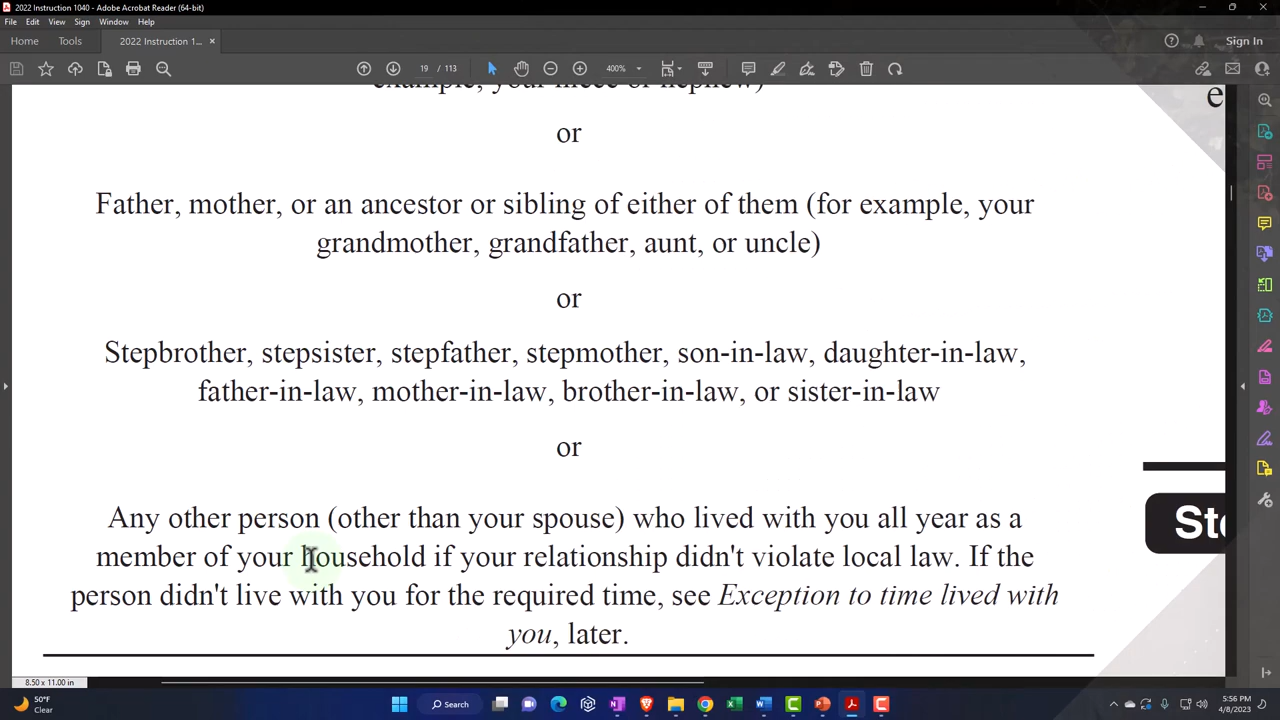 2022 Instruction 1040 - Adobe Acrobat Reader (64-bit)
File Edit View Sign Window Help
Home Tools 2022 Instruction 1... × Sign In
19 / 113 400%
example, your niece or nephew)
e
or
Father, mother, or an ancestor or sibling of either of them (for example, your
grandmother, grandfather, aunt, or uncle)
or
Stepbrother, stepsister, stepfather, stepmother, son-in-law, daughter-in-law,
father-in-law, mother-in-law, brother-in-law, or sister-in-law
or
Any other person (other than your spouse) who lived with you all year as a
St
member of your household if your relationship didn't violate local law. If the
person didn't live with you for the required time, see Exception to time lived with
you, later.
8.50 x 11.00 in
50°F
Clear
Search
5:56 PM
4/8/2023